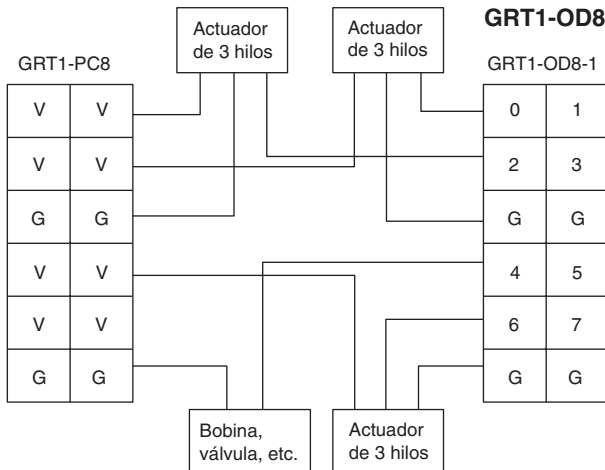 GRT1-OD8
Actuador
de 3 hilos
Actuador
de 3 hilos
GRT1-PC8
GRT1-OD8-1
V V
V V
G G
V V
V V
G G
0 1
2 3
G G
4 5
6 7
G G
Bobina,
válvula, etc.
Actuador
de 3 hilos